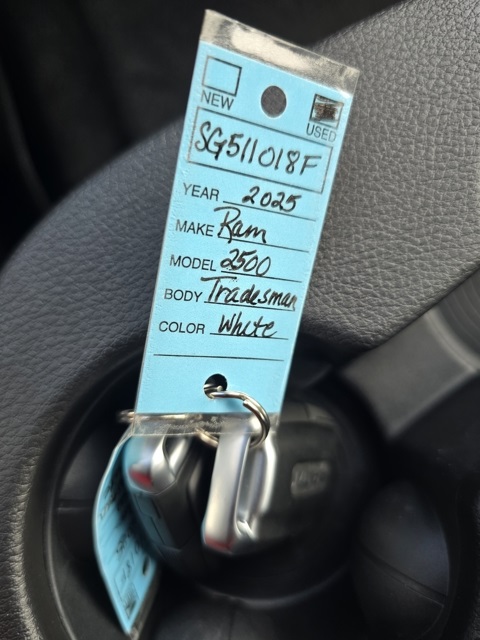 NEW
USED
SG511018F
YEAR 2025
MAKE Ram
MODEL 2500
BODY Tradesman
COLOR White